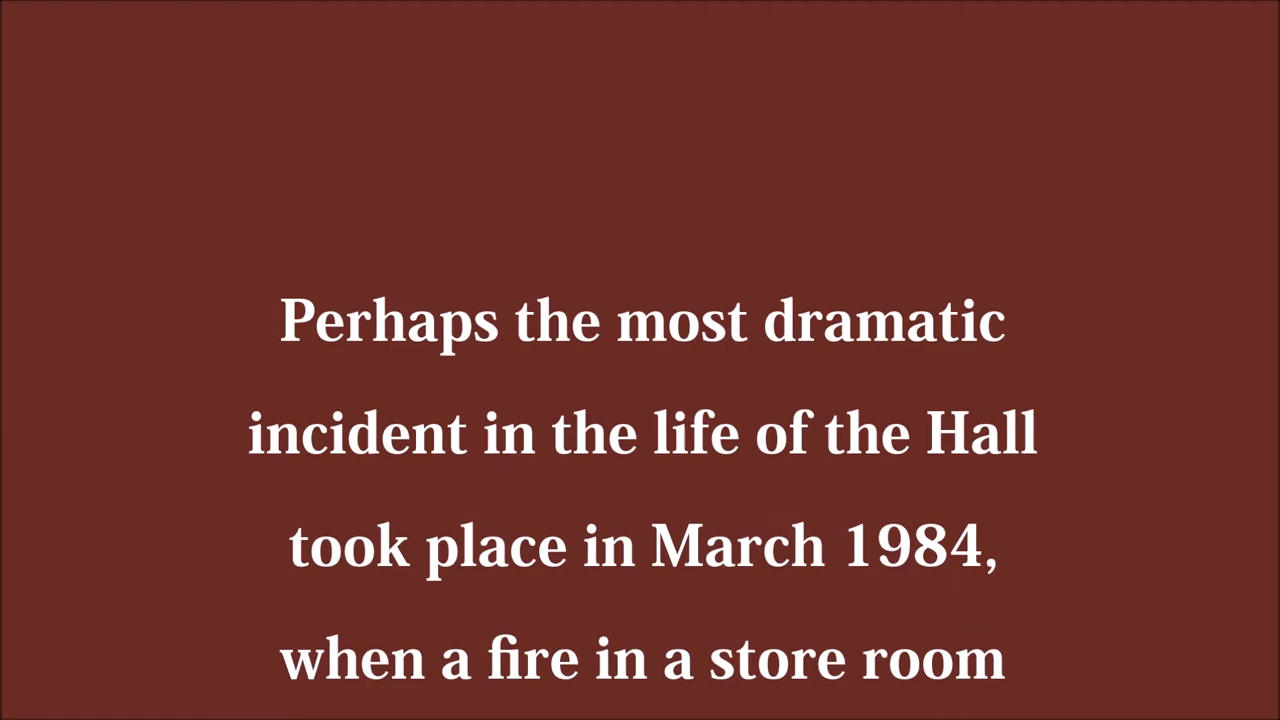 Perhaps the most dramatic
incident in the life of the Hall
took place in March 1984,
when a fire in a store room